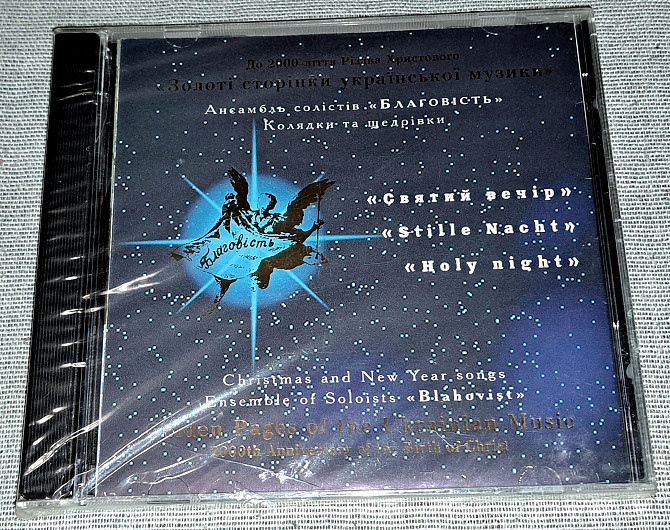 До 2000-ліття Різдва Христового
«Золоті сторінки української музики»
Ансамбль солістів «БЛАГОВІСТЬ»
Колядки та щедрівки
«Святий вечір»
«Stille Nacht»
«Holy night»
Благовість
Christmas and New Year songs
Ensemble of Soloists «Blahovist»
Golden Pages of the Ukrainian Music
2000th Anniversary of the Birth of Christ